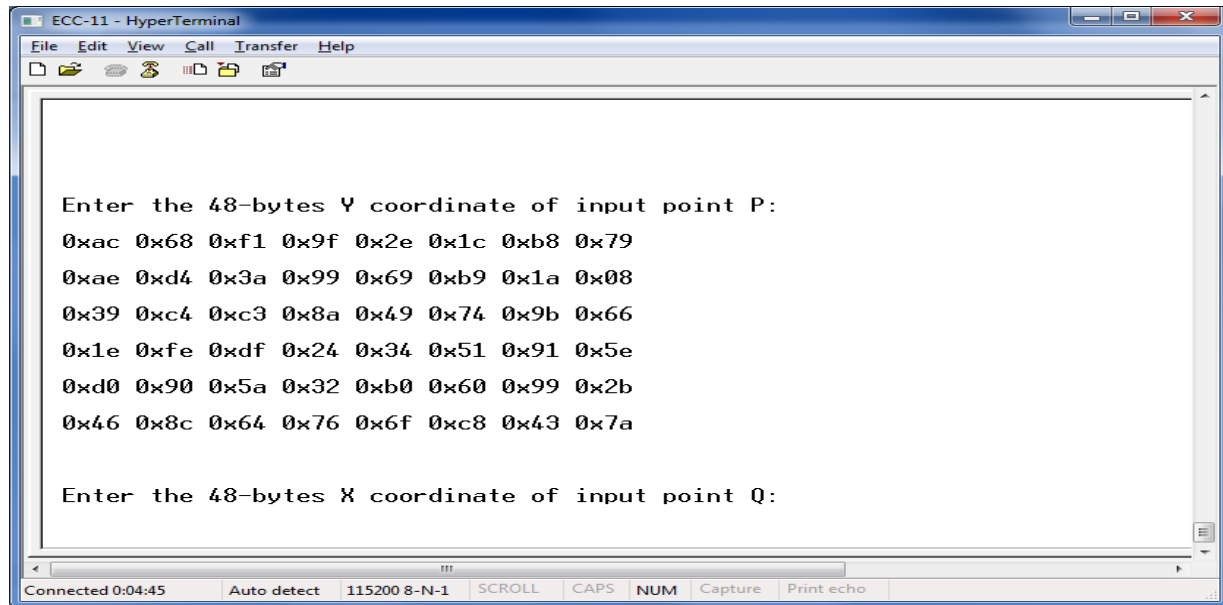 ECC-11 - HyperTerminal
File Edit View Call Transfer Help
Enter the 48-bytes Y coordinate of input point P:
0xac 0x68 0xf1 0x9f 0x2e 0x1c 0xb8 0x79
0xae 0xd4 0x3a 0x99 0x69 0xb9 0x1a 0x08
0x39 0xc4 0xc3 0x8a 0x49 0x74 0x9b 0x66
0x1e 0xfe 0xdf 0x24 0x34 0x51 0x91 0x5e
0xd0 0x90 0x5a 0x32 0xb0 0x60 0x99 0x2b
0x46 0x8c 0x64 0x76 0x6f 0xc8 0x43 0x7a
Enter the 48-bytes X coordinate of input point Q:
Connected 0:04:45 Auto detect 115200 8-N-1 SCROLL CAPS NUM Capture Print echo